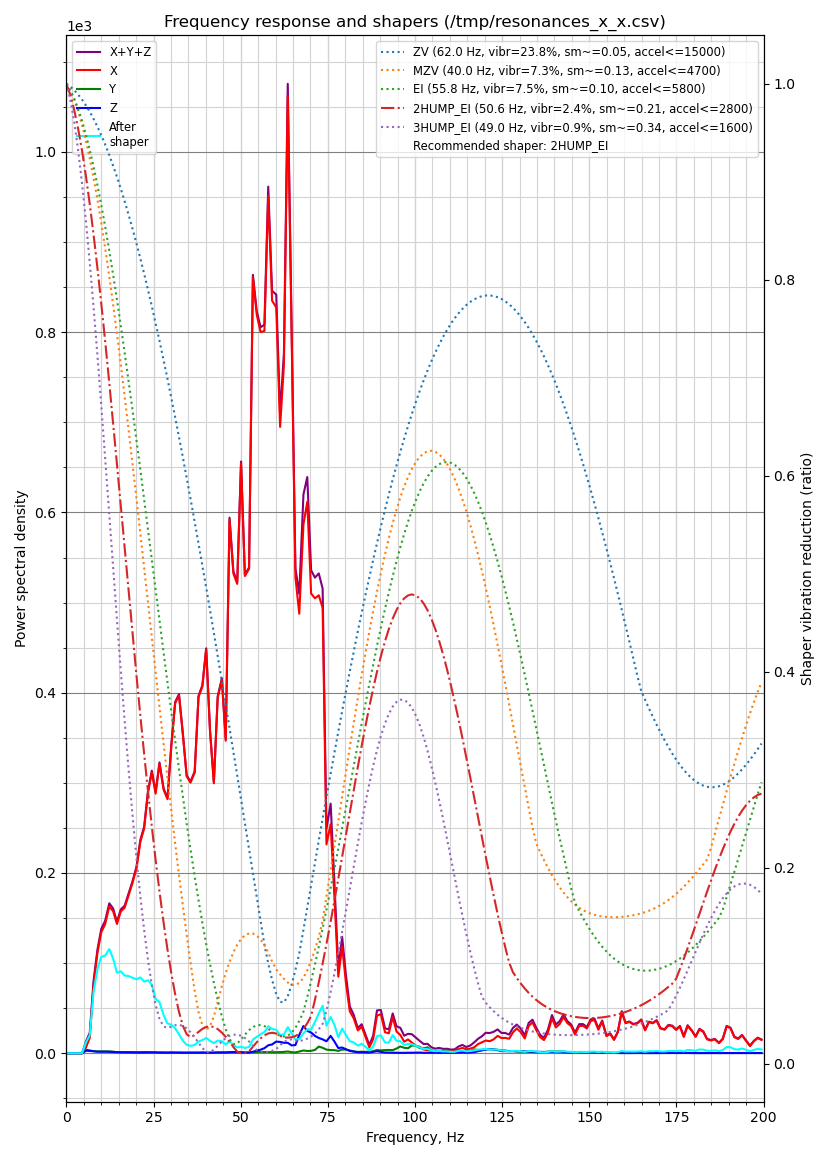 Frequency response and shapers (/tmp/resonances_x_x.csv)
1e3
X+Y+Z
X
Y
Z
After
shaper
ZV (62.0 Hz, vibr=23.8%, sm~=0.05, accel<=15000)
MZV (40.0 Hz, vibr=7.3%, sm~=0.13, accel<=4700)
EI (55.8 Hz, vibr=7.5%, sm~=0.10, accel<=5800)
2HUMP_EI (50.6 Hz, vibr=2.4%, sm~=0.21, accel<=2800)
3HUMP_EI (49.0 Hz, vibr=0.9%, sm~=0.34, accel<=1600)
Recommended shaper: 2HUMP_EI
Power spectral density
1.0
0.8
0.6
0.4
0.2
0.0
1.0
0.8
0.6
0.4
0.2
0.0
Shaper vibration reduction (ratio)
0 25 50 75 100 125 150 175 200
Frequency, Hz